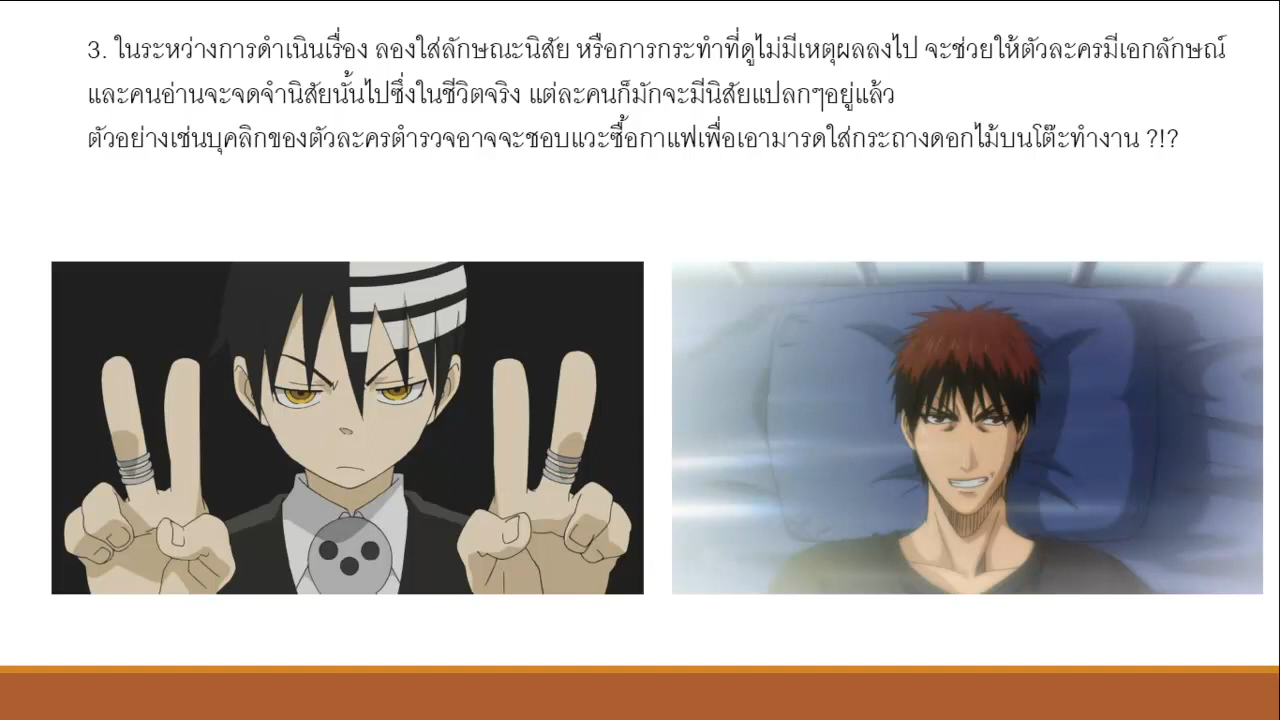 3. ในระหว่างการดำเนินเรื่อง ลองใส่ลักษณะนิสัย หรือการกระทำที่ดูไม่มีเหตุผลลงไป จะช่วยให้ตัวละครมีเอกลักษณ์
และคนอ่านจะจดจำนิสัยนั้นไปซึ่งในชีวิตจริง แต่ละคนก็มักจะมีนิสัยแปลกๆอยู่แล้ว
ตัวอย่างเช่นบุคลิกของตัวละครตำรวจอาจจะชอบแวะซื้อกาแฟเพื่อเอามารดใส่กระถางดอกไม้บนโต๊ะทำงาน ?!?